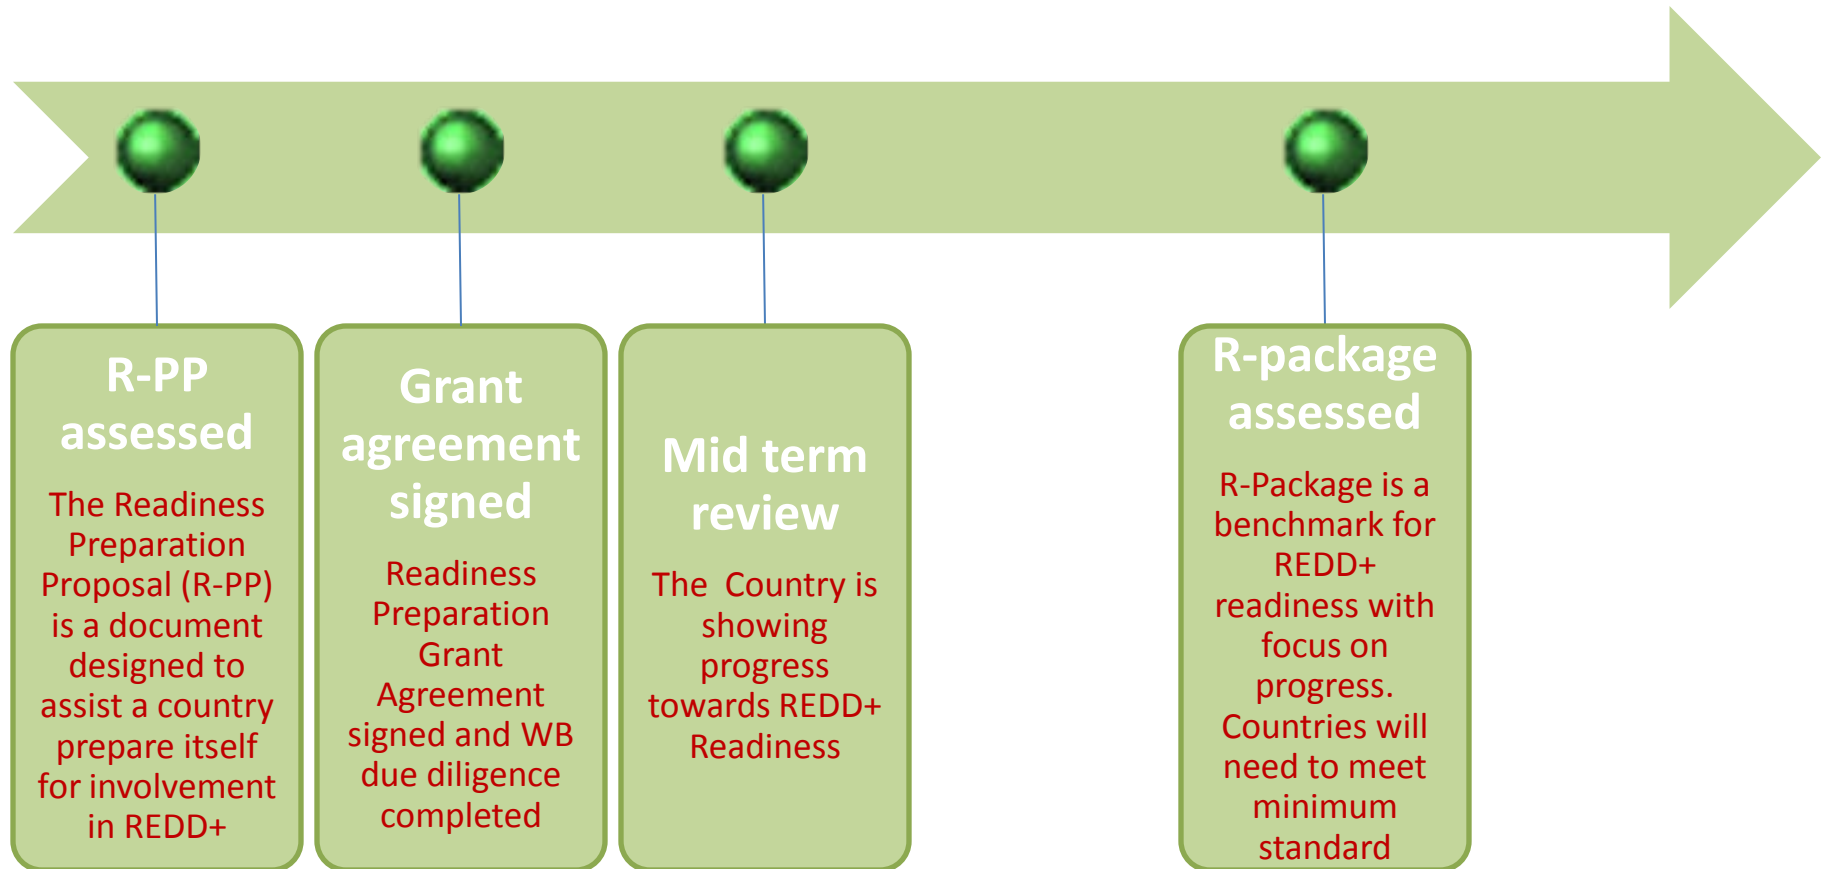 R-PP
assessed
The Readiness
Preparation
Proposal (R-PP)
is a document
designed to
assist a country
prepare itself
for involvement
in REDD+
Grant
agreement
signed
Readiness
Preparation
Grant
Agreement
signed and WB
due diligence
completed
Mid term
review
The  Country is
showing
progress
towards REDD+
Readiness
R-package
assessed
R-Package is a
benchmark for
REDD+
readiness with
focus on
progress.
Countries will
need to meet
minimum
standard